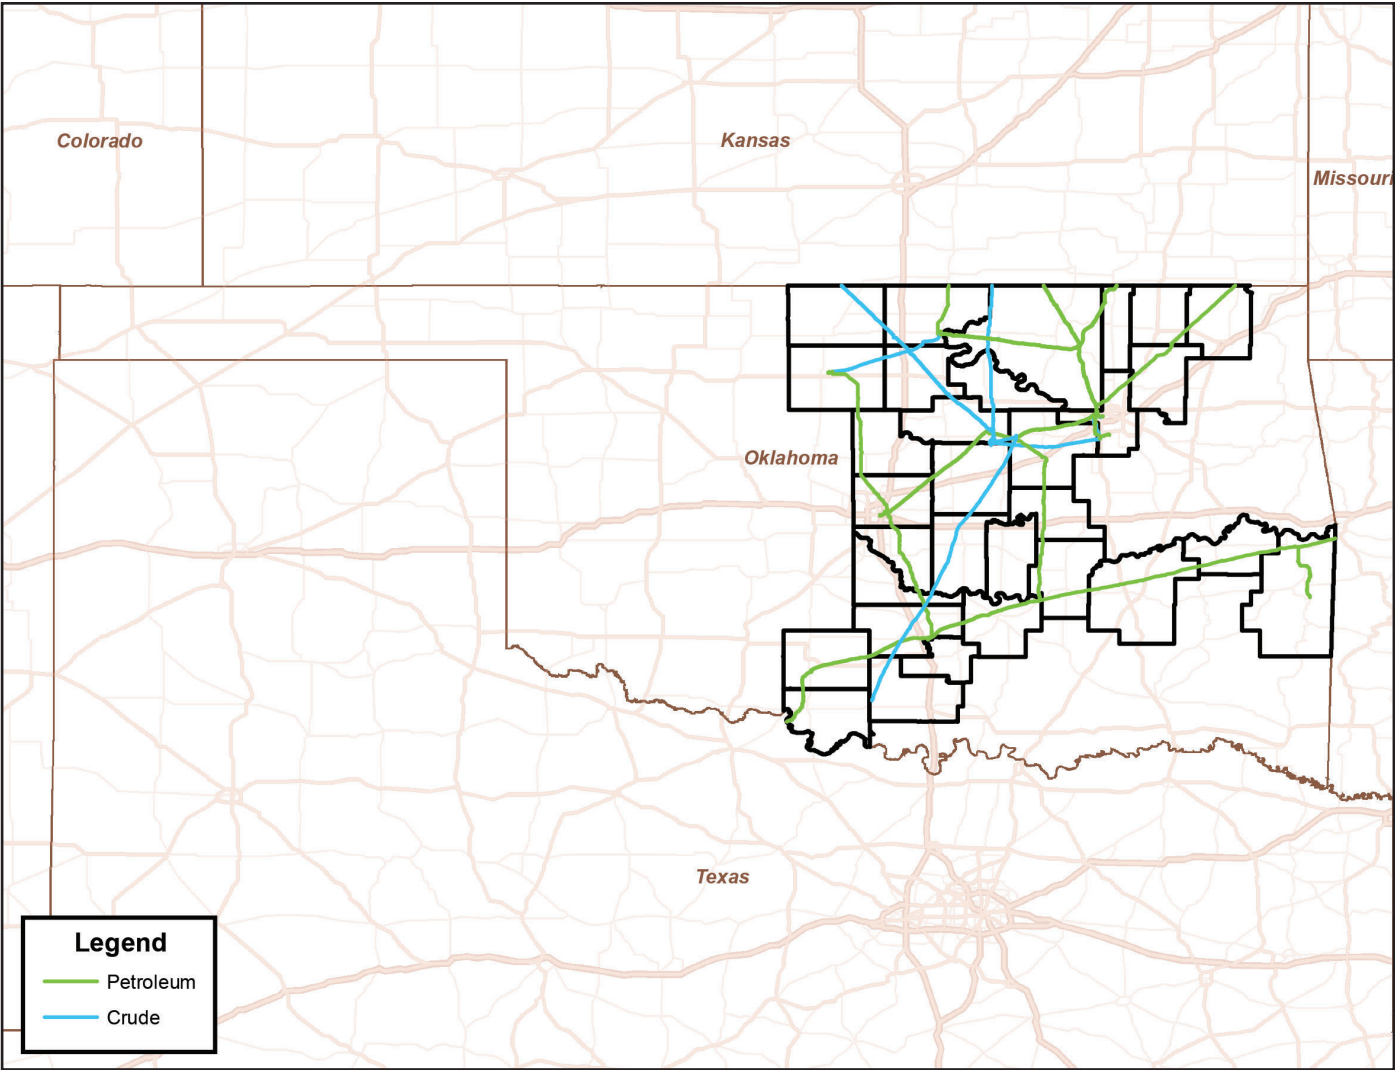 Colorado
Kansas
Missouri
Oklahoma
Texas
Legend
Petroleum
Crude